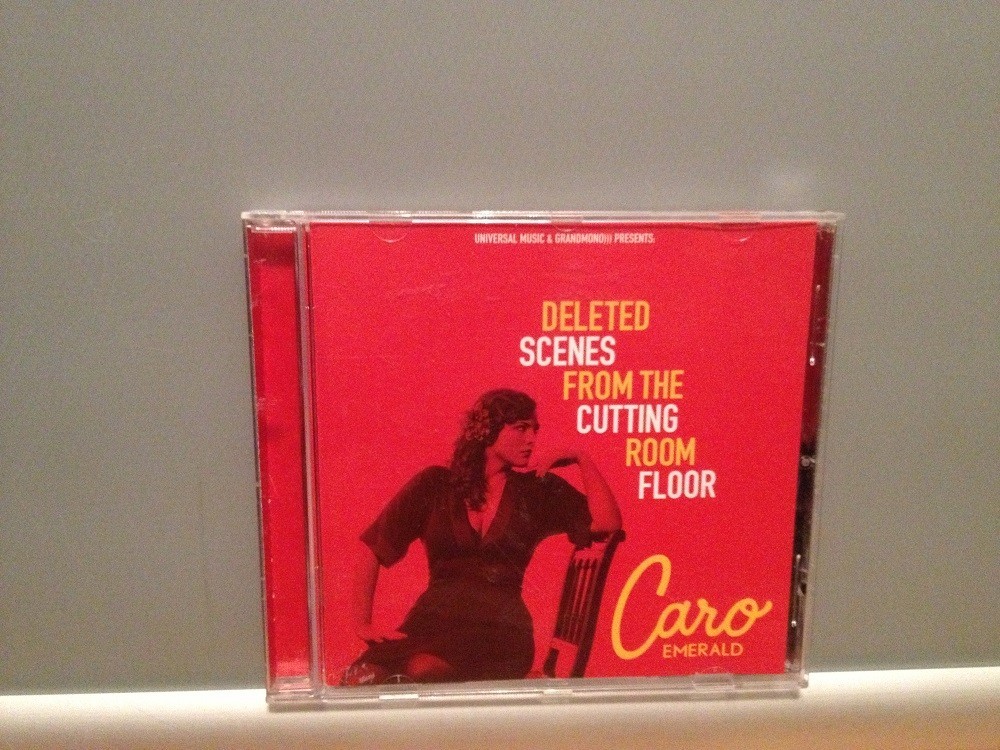 UNIVERSAL MUSIC & GRANDMONO))) PRESENTS:
DELETED
SCENES
FROM THE
CUTTING
ROOM
FLOOR
Caro
EMERALD